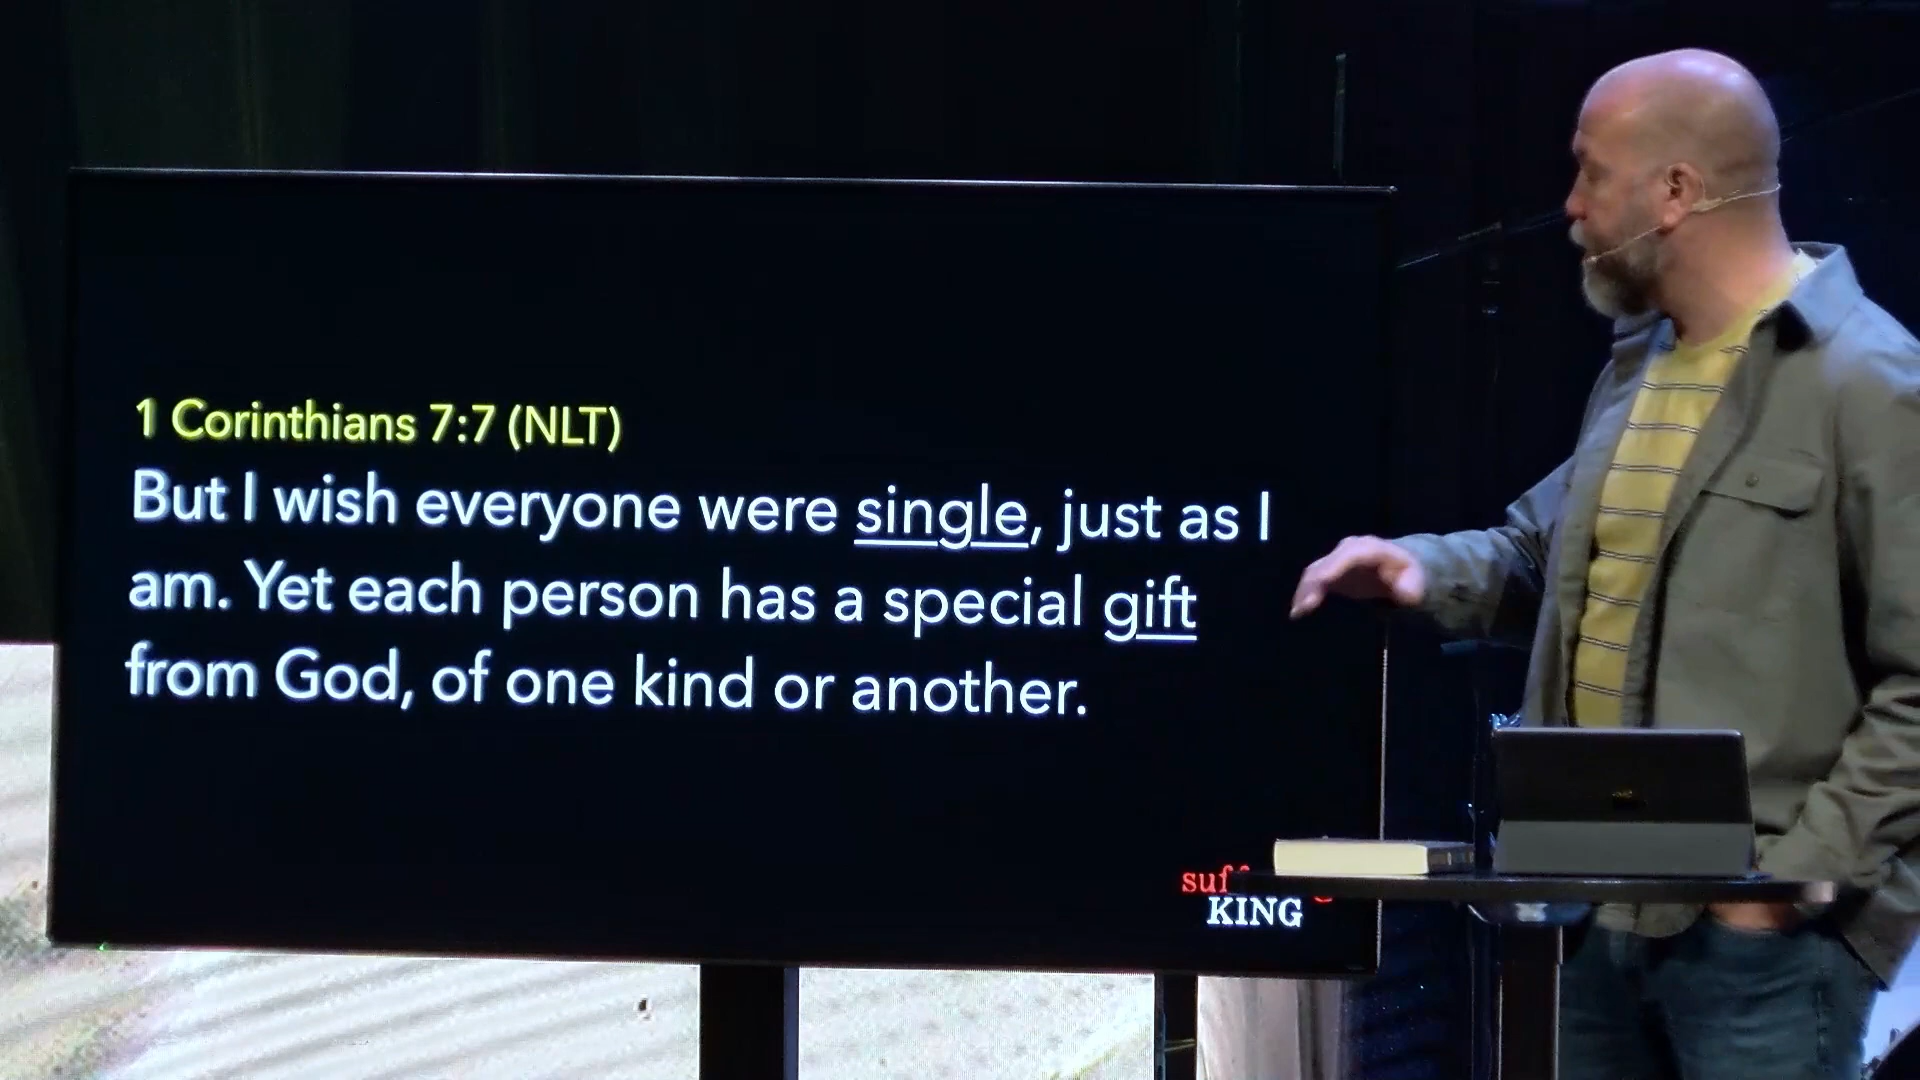 1 Corinthians 7:7 (NLT)
But I wish everyone were single, just as I
am. Yet each person has a special gift
from God, of one kind or another.
KING